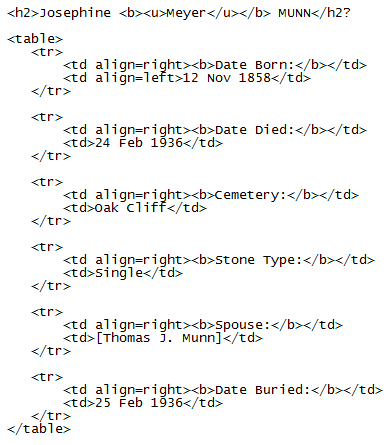 <h2>Josephine <b><u>Meyer</u></b> MUNN</h2?
<table>
<tr>
<td align=right><b>Date Born:</b></td>
<td align=left>12 Nov 1858</td>
</tr>
<tr>
<td align=right><b>Date Died:</b></td>
<td>24 Feb 1936</td>
</tr>
<tr>
<td align=right><b>Cemetery:</b></td>
<td>Oak Cliff</td>
</tr>
<tr>
<td align=right><b>Stone Type:</b></td>
<td>Single</td>
</tr>
<tr>
<td align=right><b>Spouse:</b></td>
<td>[Thomas J. Munn]</td>
</tr>
<tr>
<td align=right><b>Date Buried:</b></td>
<td>25 Feb 1936</td>
</tr>
</table>